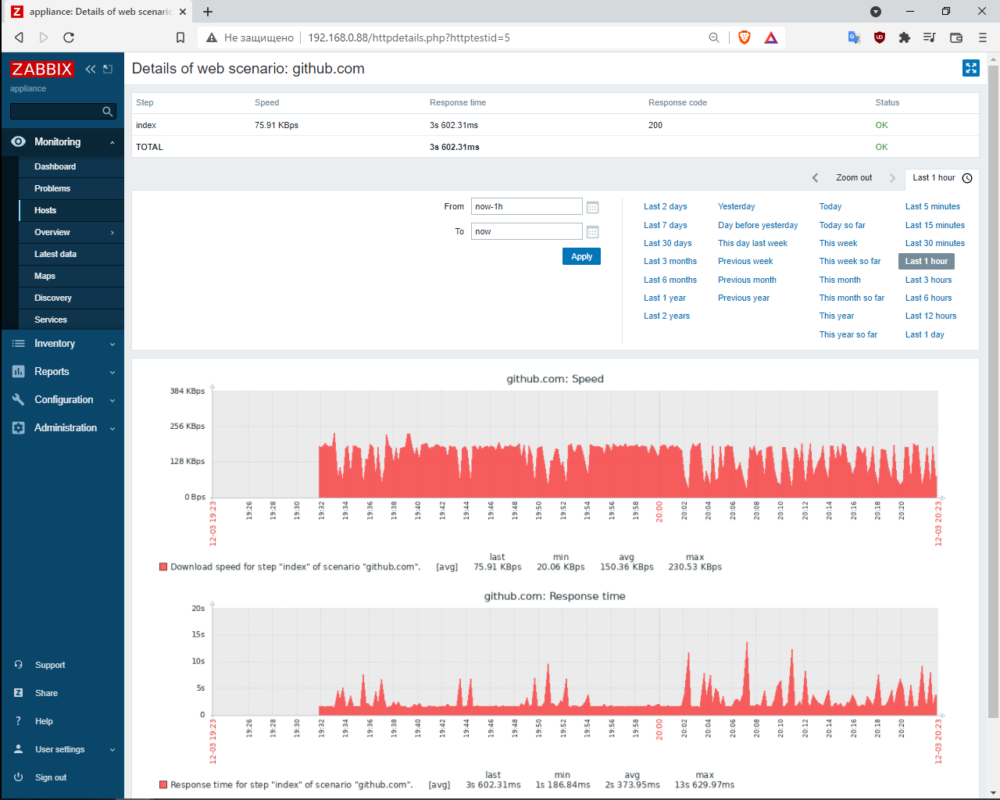 appliance: Details of web scenario
Не защищено 192.168.0.88/httpdetails.php?httptestid=5
ZABBIX
appliance
Monitoring
Dashboard
Problems
Hosts
Overview
Latest data
Maps
Discovery
Services
Inventory
Reports
Configuration
Administration
Support
Share
Help
User settings
Sign out
Details of web scenario: github.com
Step Speed Response time Response code Status
index 75.91 KBps 3s 602.31ms 200 OK
TOTAL 3s 602.31ms OK
Zoom out Last 1 hour
From now-1h
To now
Apply
Last 2 days Yesterday Today Last 5 minutes
Last 7 days Day before yesterday Today so far Last 15 minutes
Last 30 days This day last week This week Last 30 minutes
Last 3 months Previous week This week so far Last 1 hour
Last 6 months Previous month This month Last 3 hours
Last 1 year Previous year This month so far Last 6 hours
Last 2 years This year Last 12 hours
This year so far Last 1 day
github.com: Speed
384 KBps
256 KBps
128 KBps
0 Bps
12-03 19:23 19:26 19:28 19:30 19:32 19:34 19:36 19:38 19:40 19:42 19:44 19:46 19:48 19:50 19:52 19:54 19:56 19:58 20:00 20:02 20:04 20:06 20:08 20:10 20:12 20:14 20:16 20:18 20:20 12-03 20:23
last min avg max
Download speed for step "index" of scenario "github.com". [avg] 75.91 KBps 20.06 KBps 150.36 KBps 230.53 KBps
github.com: Response time
20s
15s
10s
5s
0
12-03 19:23 19:26 19:28 19:30 19:32 19:34 19:36 19:38 19:40 19:42 19:44 19:46 19:48 19:50 19:52 19:54 19:56 19:58 20:00 20:02 20:04 20:06 20:08 20:10 20:12 20:14 20:16 20:18 20:20 12-03 20:23
last min avg max
Response time for step "index" of scenario "github.com". [avg] 3s 602.31ms 1s 186.84ms 2s 373.95ms 13s 629.97ms